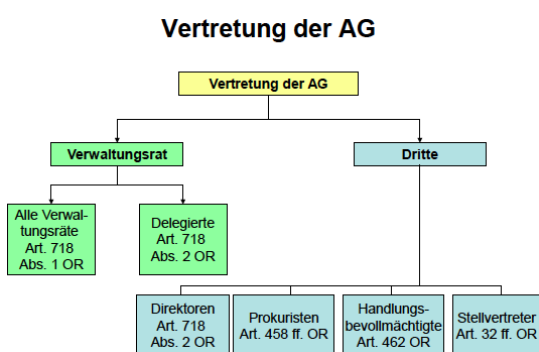 Vertretung der AG
Vertretung der AG
Verwaltungsrat
Dritte
Alle Verwal-
tungsräte
Art. 718
Abs. 1 OR
Delegierte
Art. 718
Abs. 2 OR
Direktoren
Art. 718
Abs. 2 OR
Prokuristen
Art. 458 ff. OR
Handlungs-
bevollmächtigte
Art. 462 OR
Stellvertreter
Art. 32 ff. OR